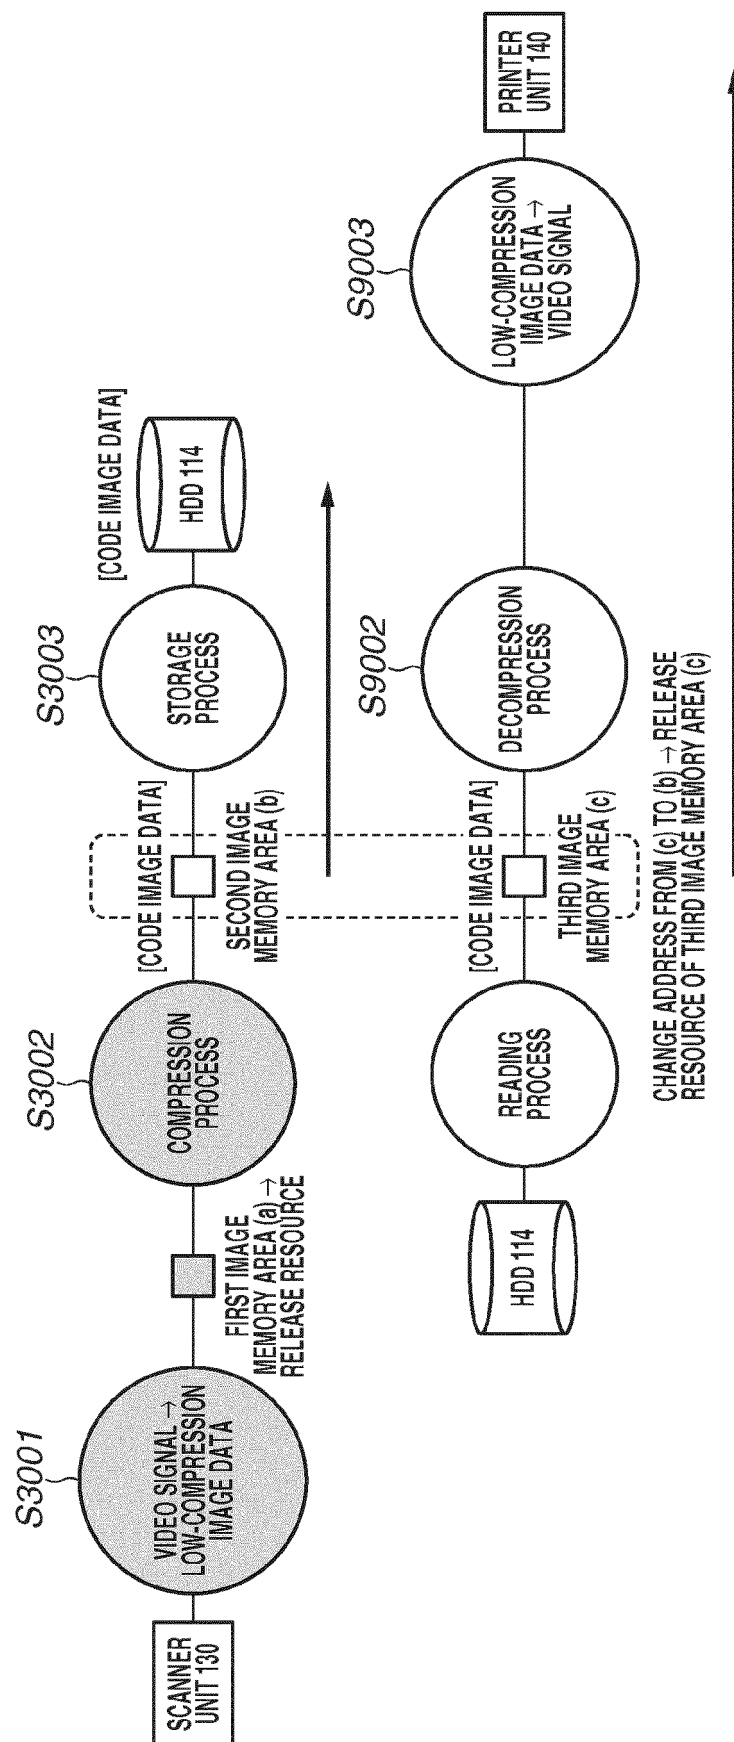 S3001
S3002
S3003
SCANNER
UNIT 130
VIDEO SIGNAL →
LOW-COMPRESSION
IMAGE DATA
FIRST IMAGE
MEMORY AREA (a) →
RELEASE RESOURCE
COMPRESSION
PROCESS
[CODE IMAGE DATA]
SECOND IMAGE
MEMORY AREA (b)
STORAGE
PROCESS
[CODE IMAGE DATA]
HDD 114
S9002
S9003
HDD 114
READING
PROCESS
[CODE IMAGE DATA]
THIRD IMAGE
MEMORY AREA (c)
DECOMPRESSION
PROCESS
LOW-COMPRESSION
IMAGE DATA →
VIDEO SIGNAL
PRINTER
UNIT 140
CHANGE ADDRESS FROM (c) TO (b) → RELEASE
RESOURCE OF THIRD IMAGE MEMORY AREA (c)